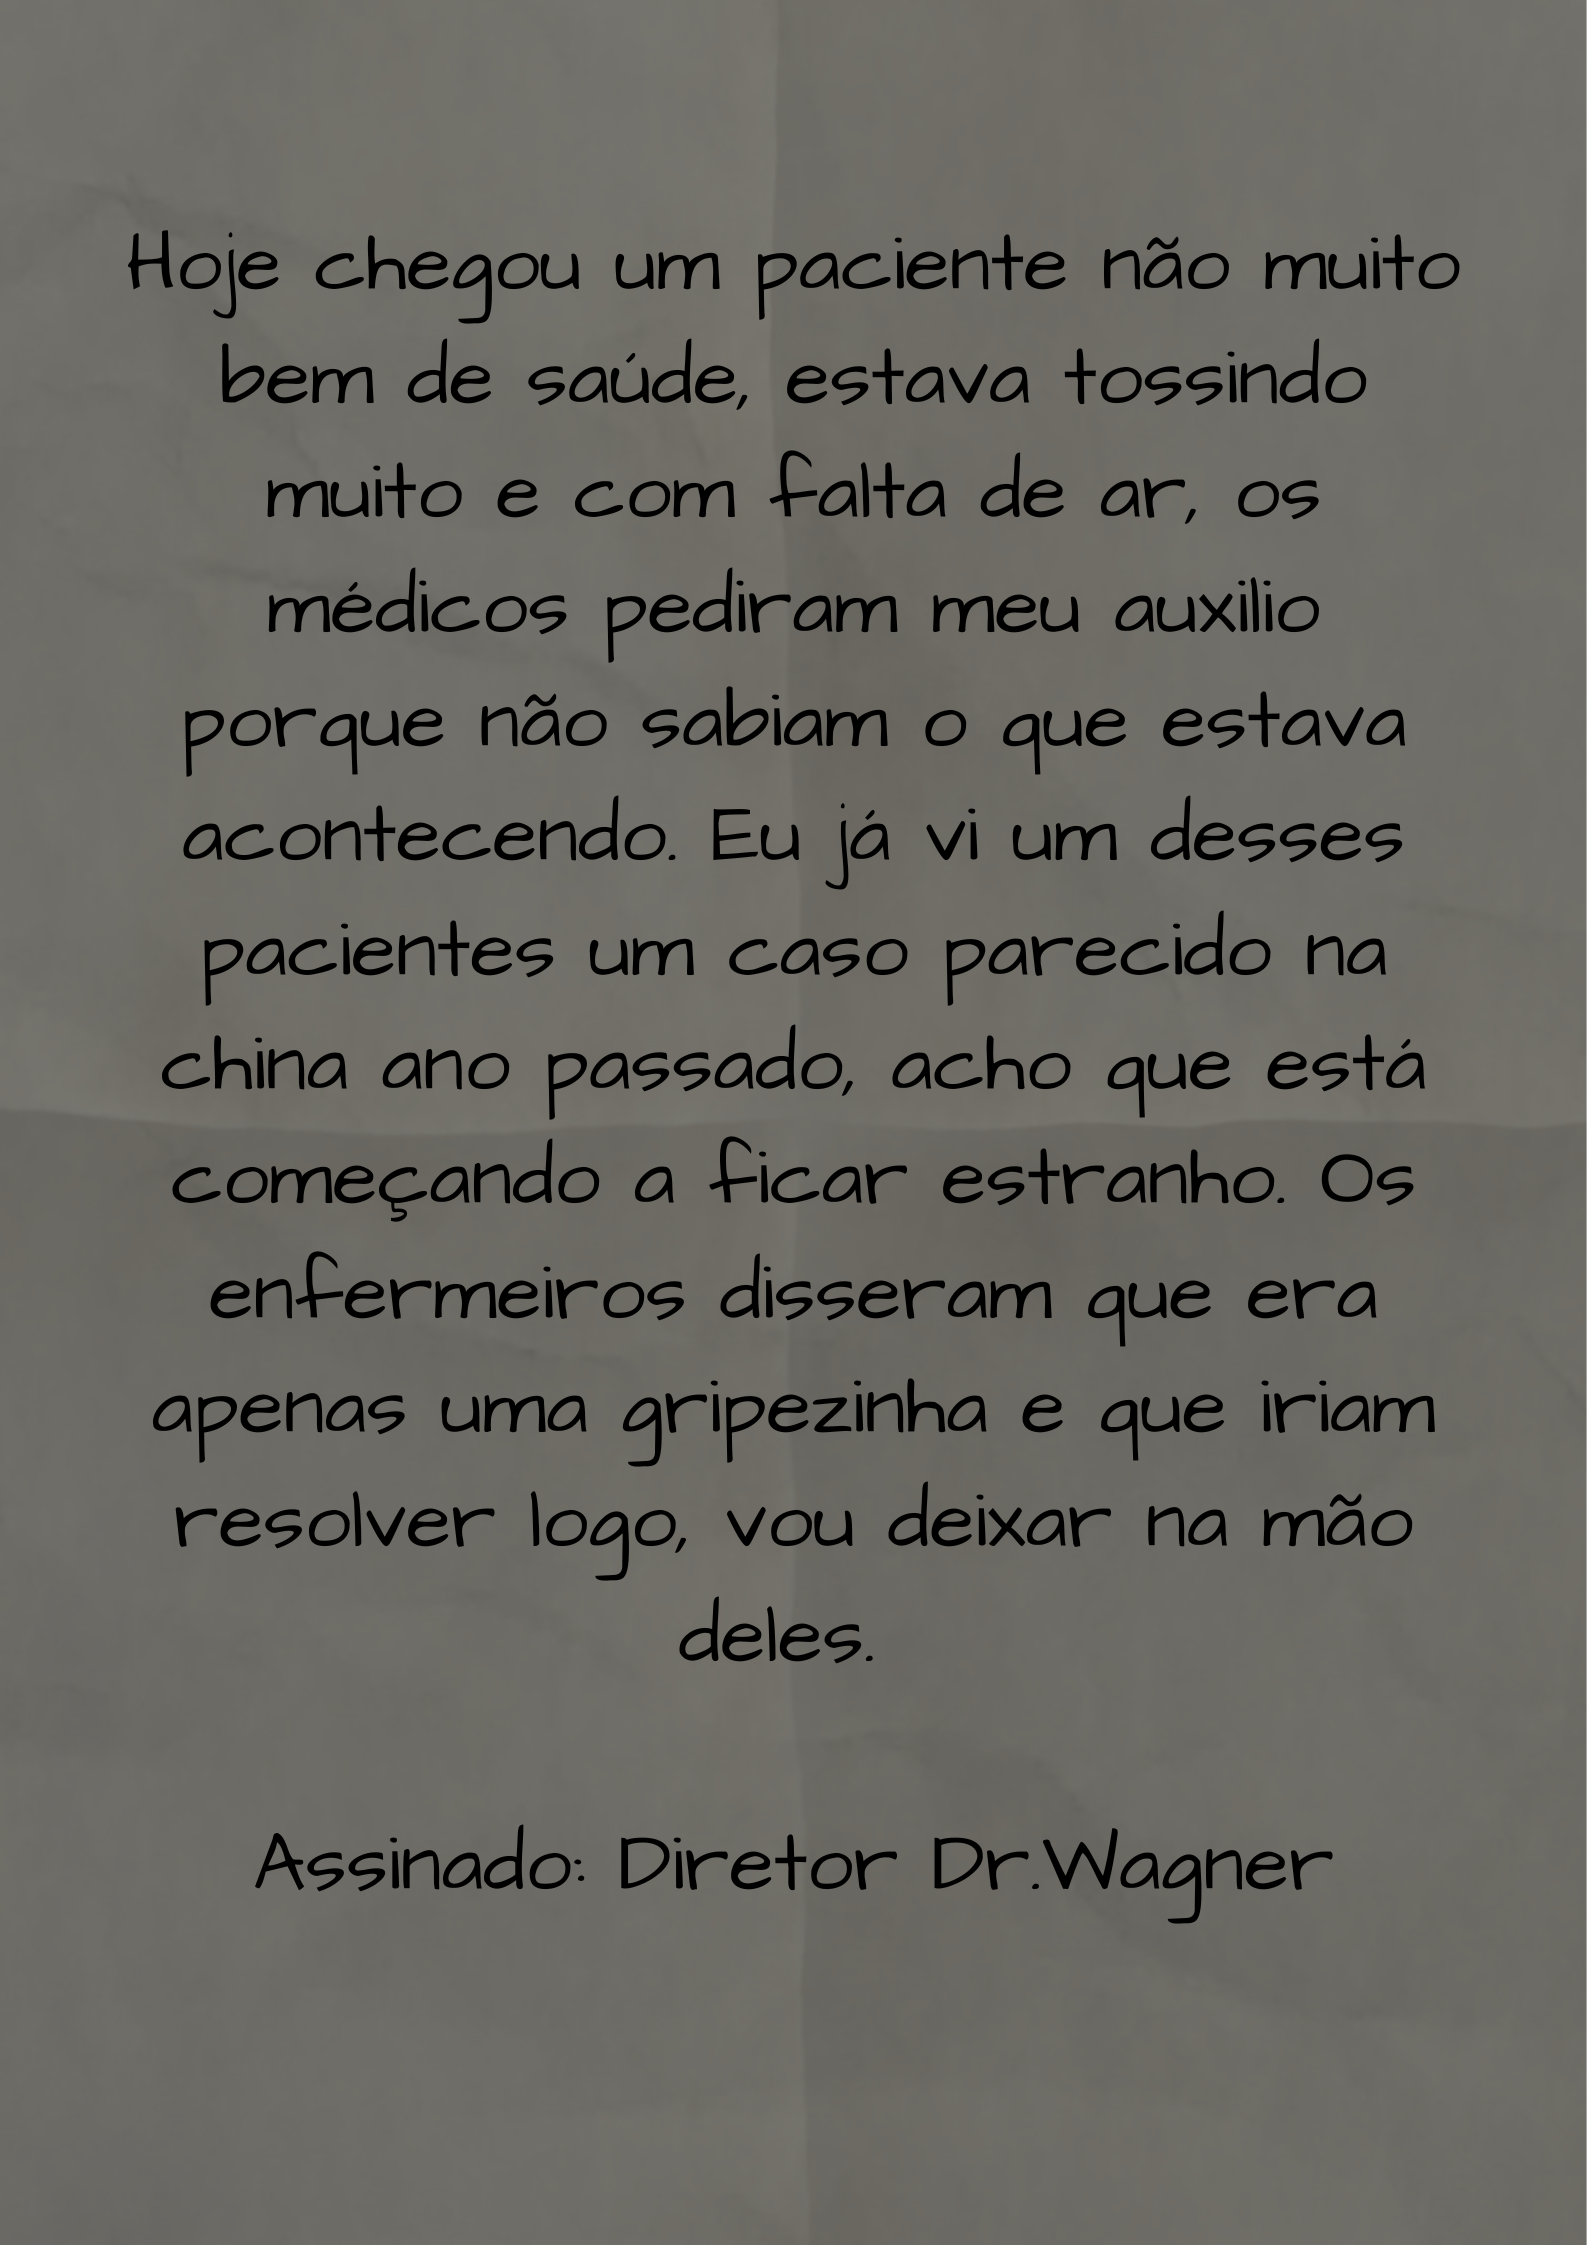 Hoje chegou um paciente não muito
bem de saúde, estava tossindo
muito e com falta de ar, os
médicos pediram meu auxilio
porque não sabiam o que estava
acontecendo. Eu já vi um desses
pacientes um caso parecido na
china ano passado, acho que está
começando a ficar estranho. Os
enfermeiros disseram que era
apenas uma gripezinha e que iriam
resolver logo, vou deixar na mão
deles.
Assinado: Diretor Dr.Wagner